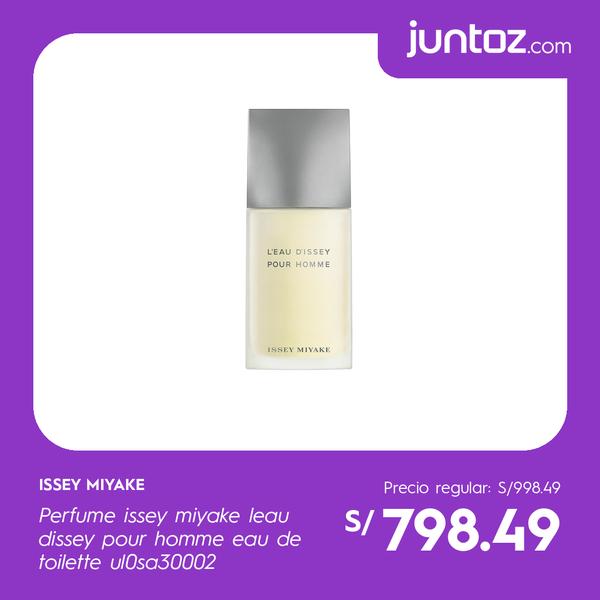 juntoz.com
L'EAU D'ISSEY
POUR HOMME
ISSEY MIYAKE
ISSEY MIYAKE
Perfume issey miyake leau
dissey pour homme eau de
toilette ul0sa30002
Precio regular: S/998.49
S/798.49